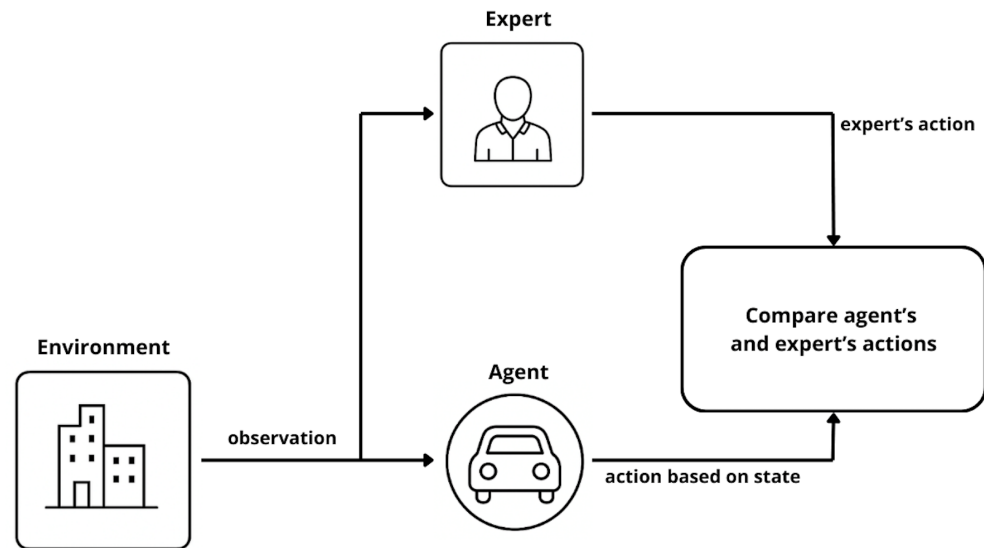 Expert
expert's action
Compare agent's
and expert's actions
Environment
Agent
observation
action based on state